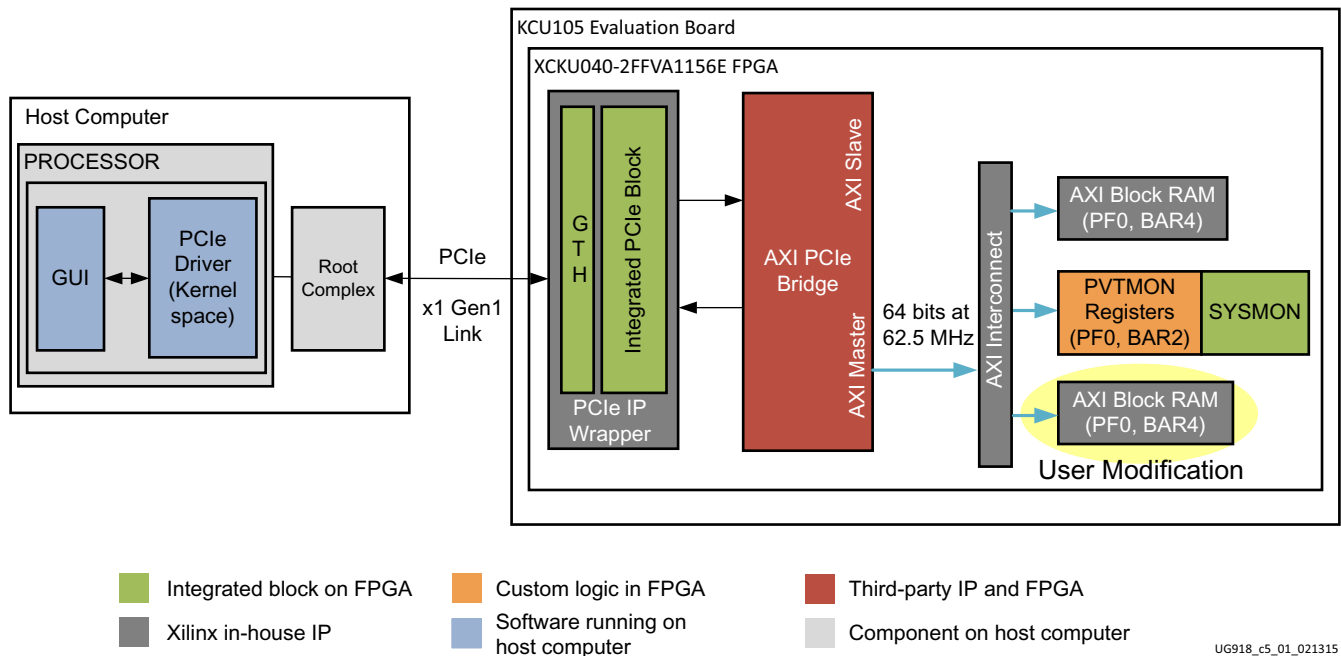 KCU105 Evaluation Board
XCKU040-2FFVA1156E FPGA
Host Computer
PROCESSOR
GUI
PCIe
Driver
(Kernel
space)
Root
Complex
PCIe
x1 Gen1
Link
G
T
H
Integrated PCIe Block
PCIe IP
Wrapper
AXI Slave
AXI PCIe
Bridge
AXI Master
64 bits at
62.5 MHz
AXI Interconnect
AXI Block RAM
(PF0, BAR4)
PVTMON
Registers
(PF0, BAR2)
SYSMON
AXI Block RAM
(PF0, BAR4)
User Modification
Integrated block on FPGA
Custom logic in FPGA
Third-party IP and FPGA
Xilinx in-house IP
Software running on
host computer
Component on host computer
UG918_c5_01_021315